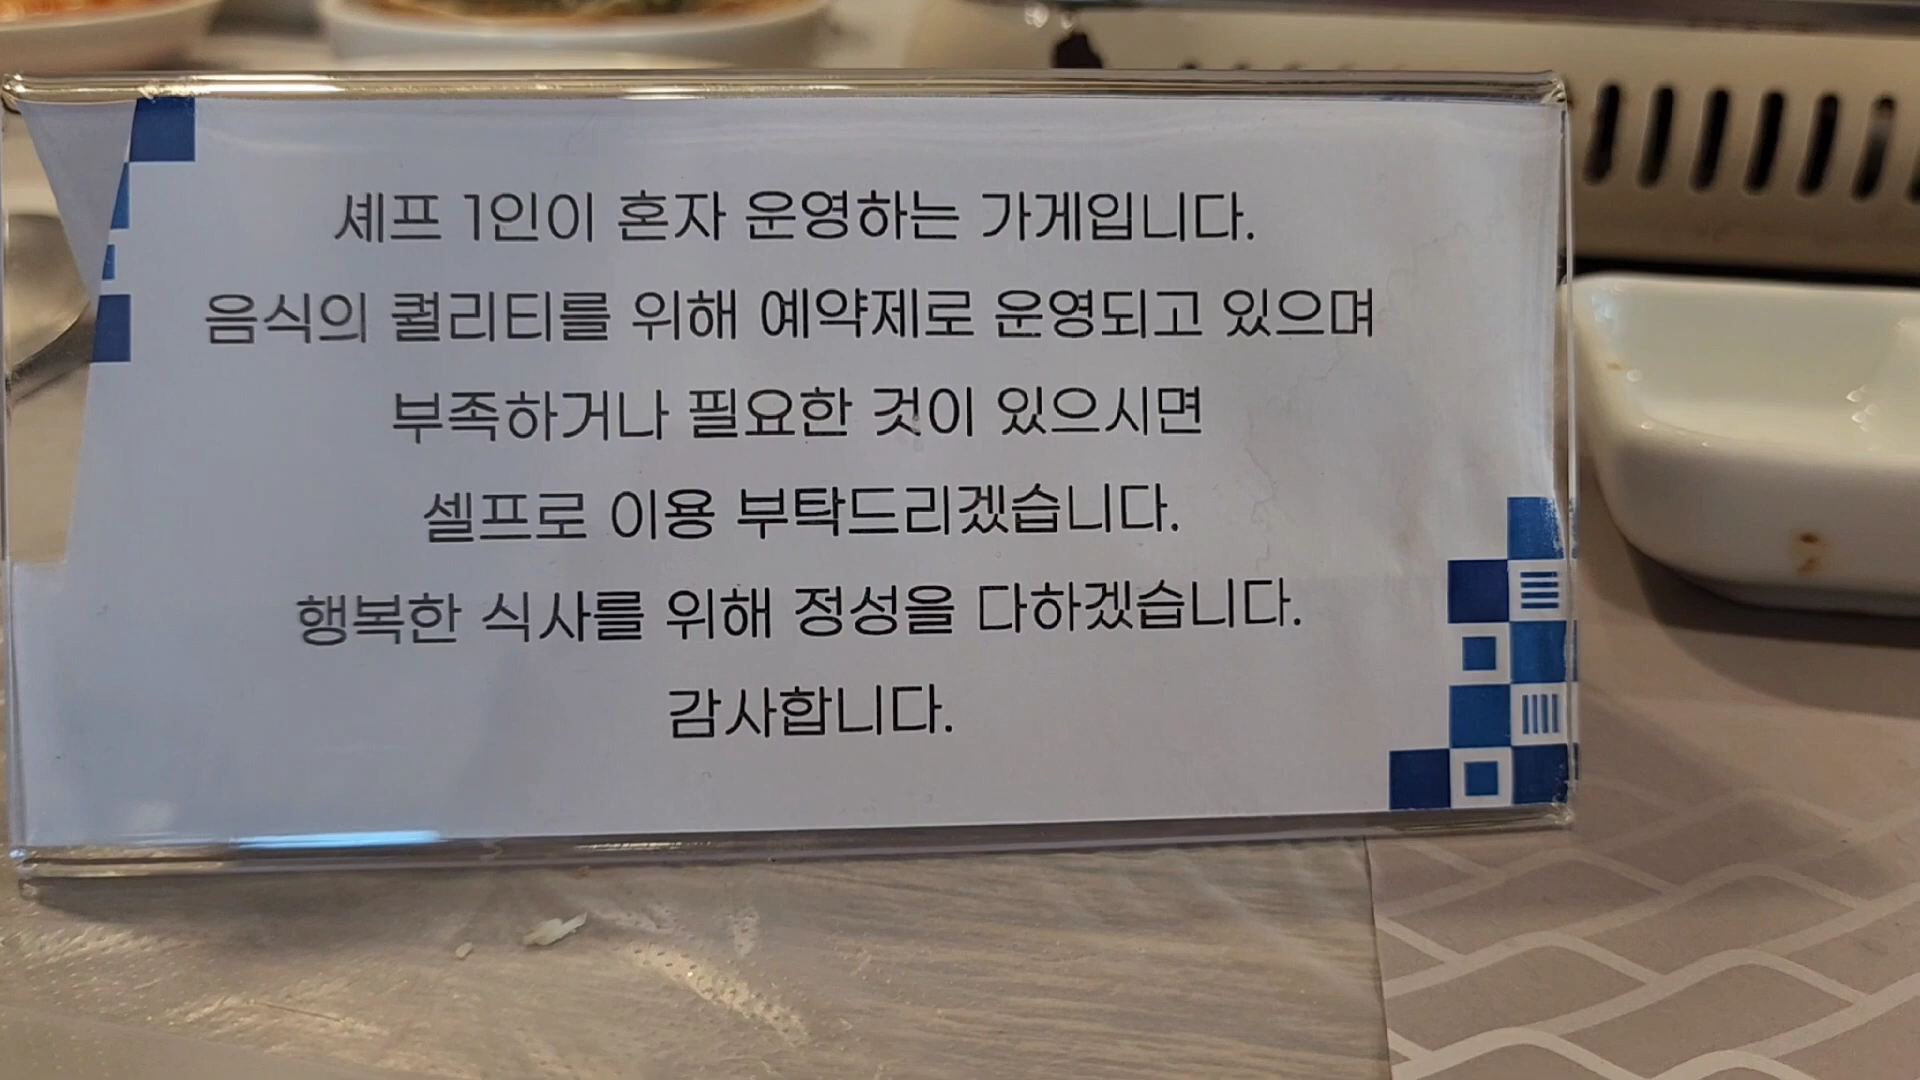 셰프 1인이 혼자 운영하는 가게입니다.
음식의 퀄리티를 위해 예약제로 운영되고 있으며
부족하거나 필요한 것이 있으시면
셀프로 이용 부탁드리겠습니다.
행복한 식사를 위해 정성을 다하겠습니다.
감사합니다.